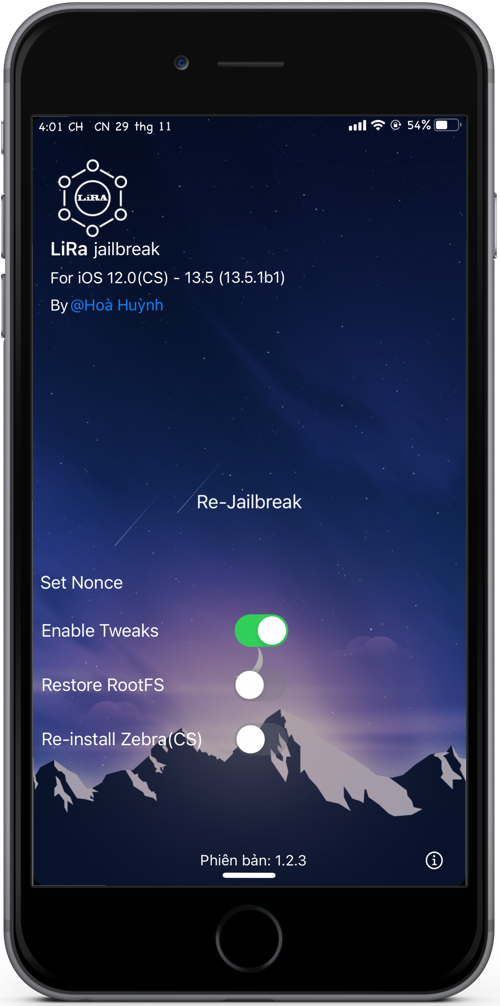 4:01 CH CN 29 thg 11
54%
LiRA
LiRa jailbreak
For iOS 12.0(CS) - 13.5 (13.5.1b1)
By @Hoà Huỳnh
Re-Jailbreak
Set Nonce
Enable Tweaks
Restore RootFS
Re-install Zebra(CS)
Phiên bản: 1.2.3